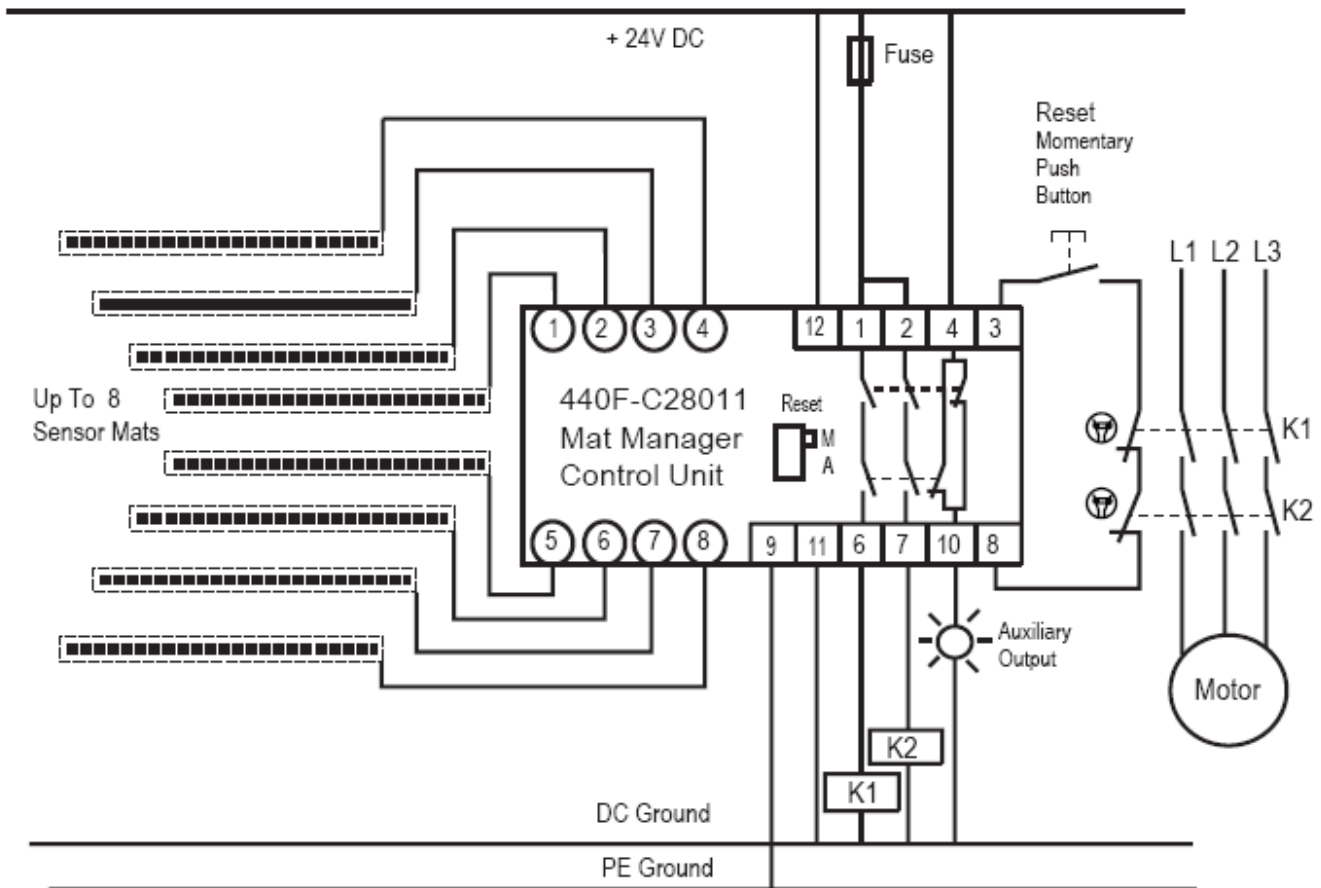 + 24V DC
Fuse
Reset
Momentary
Push
Button
L1 L2 L3
1 2 3 4
12 1 2 4 3
Up To 8
Sensor Mats
440F-C28011
Mat Manager
Control Unit
Reset
M
A
K1
K2
5 6 7 8
9 11 6 7 10 8
Auxiliary
Output
Motor
K2
K1
DC Ground
PE Ground